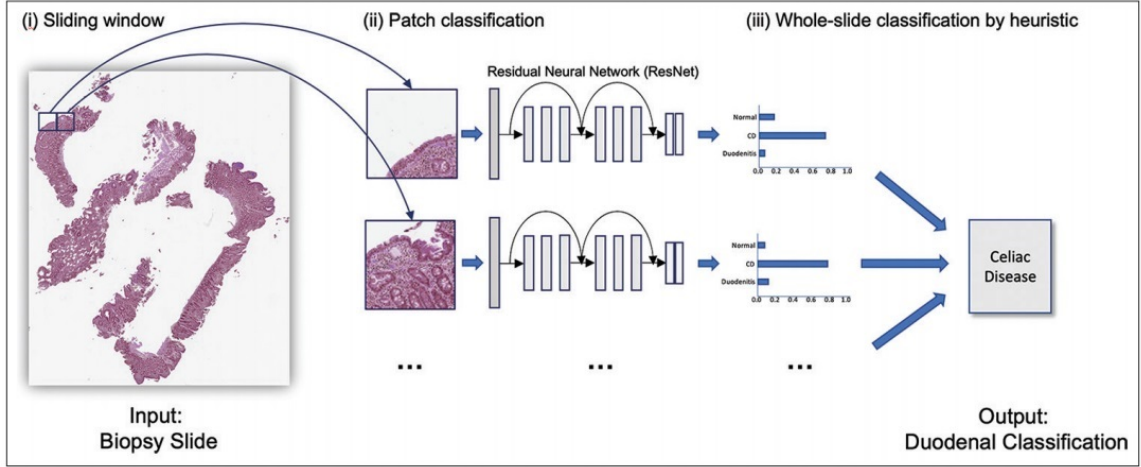 (i) Sliding window
(ii) Patch classification
(iii) Whole-slide classification by heuristic
Residual Neural Network (ResNet)
Normal
CD
Duodenitis
0.0 0.2 0.4 0.6 0.8 1.0
Normal
CD
Duodenitis
0.0 0.2 0.4 0.6 0.8 1.0
Celiac
Disease
... ... ...
Input:
Biopsy Slide
Output:
Duodenal Classification